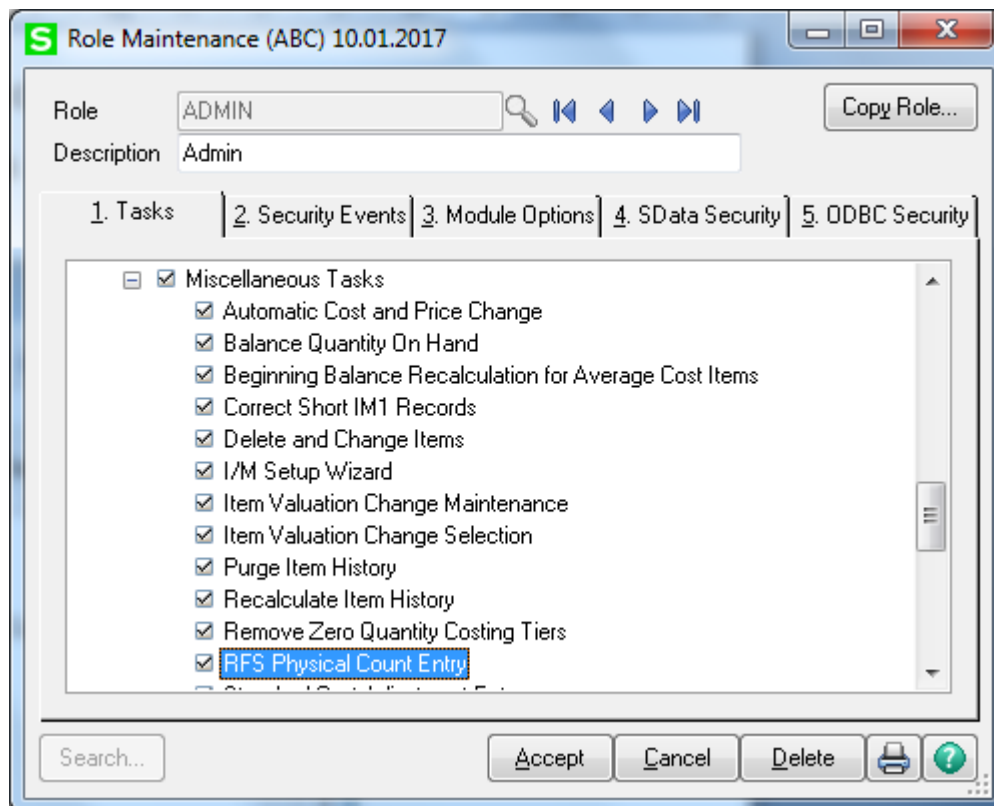 S Role Maintenance (ABC) 10.01.2017
Role ADMIN Copy Role...
Description Admin
1. Tasks 2. Security Events 3. Module Options 4. SData Security 5. ODBC Security
Miscellaneous Tasks
Automatic Cost and Price Change
Balance Quantity On Hand
Beginning Balance Recalculation for Average Cost Items
Correct Short IM1 Records
Delete and Change Items
I/M Setup Wizard
Item Valuation Change Maintenance
Item Valuation Change Selection
Purge Item History
Recalculate Item History
Remove Zero Quantity Costing Tiers
RFS Physical Count Entry
Search... Accept Cancel Delete ?